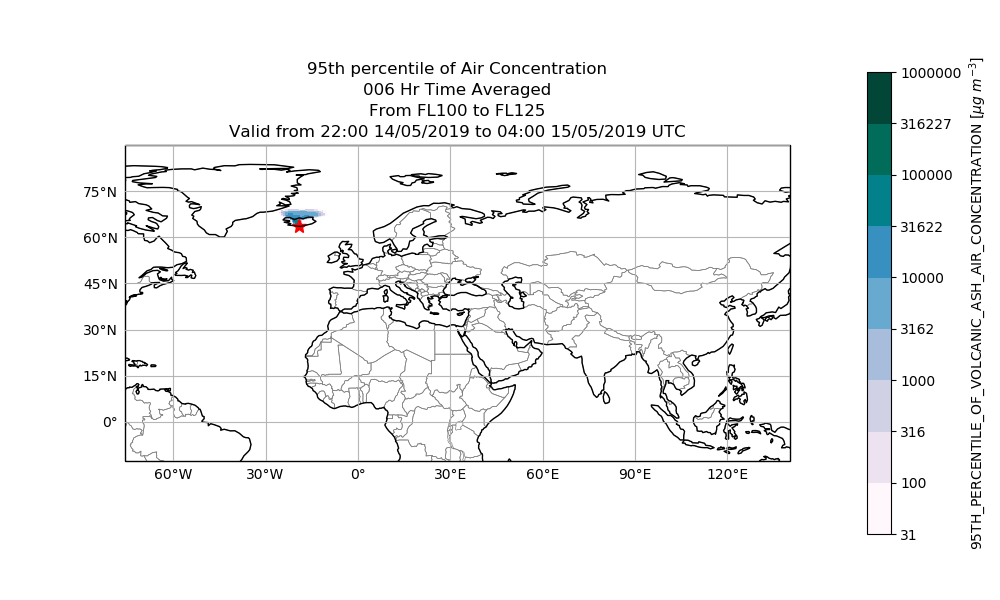 95th percentile of Air Concentration
006 Hr Time Averaged
From FL100 to FL125
Valid from 22:00 14/05/2019 to 04:00 15/05/2019 UTC
75°N
60°N
45°N
30°N
15°N
0°
60°W
30°W
0°
30°E
60°E
90°E
120°E
1000000
316227
100000
31622
10000
3162
1000
316
100
31
95TH_PERCENTILE_OF_VOLCANIC_ASH_AIR_CONCENTRATION [μg m⁻³]